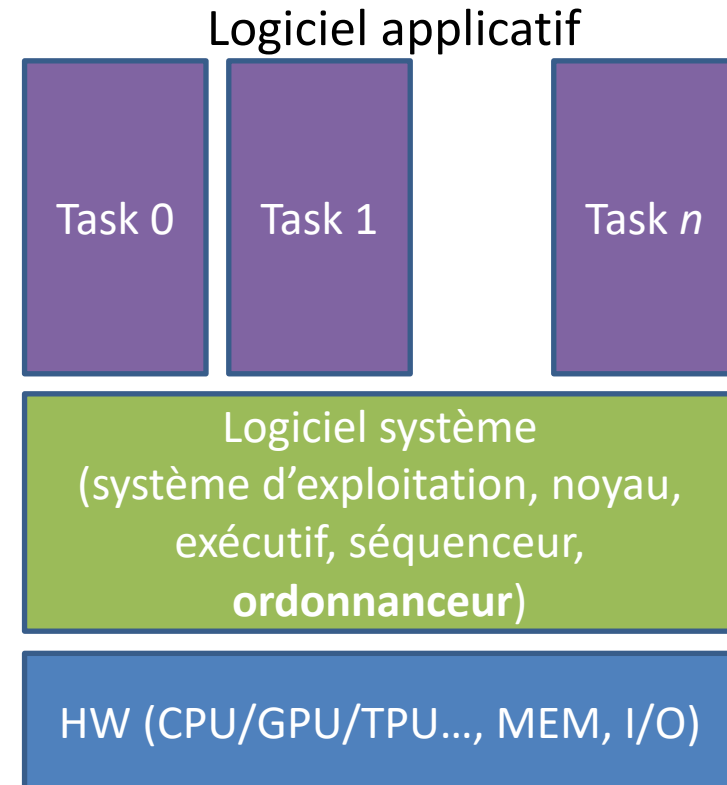 Logiciel applicatif
Task 0
Task 1
Task n
Logiciel système
(système d’exploitation, noyau,
exécutif, séquenceur,
ordonnanceur)
HW (CPU/GPU/TPU…, MEM, I/O)